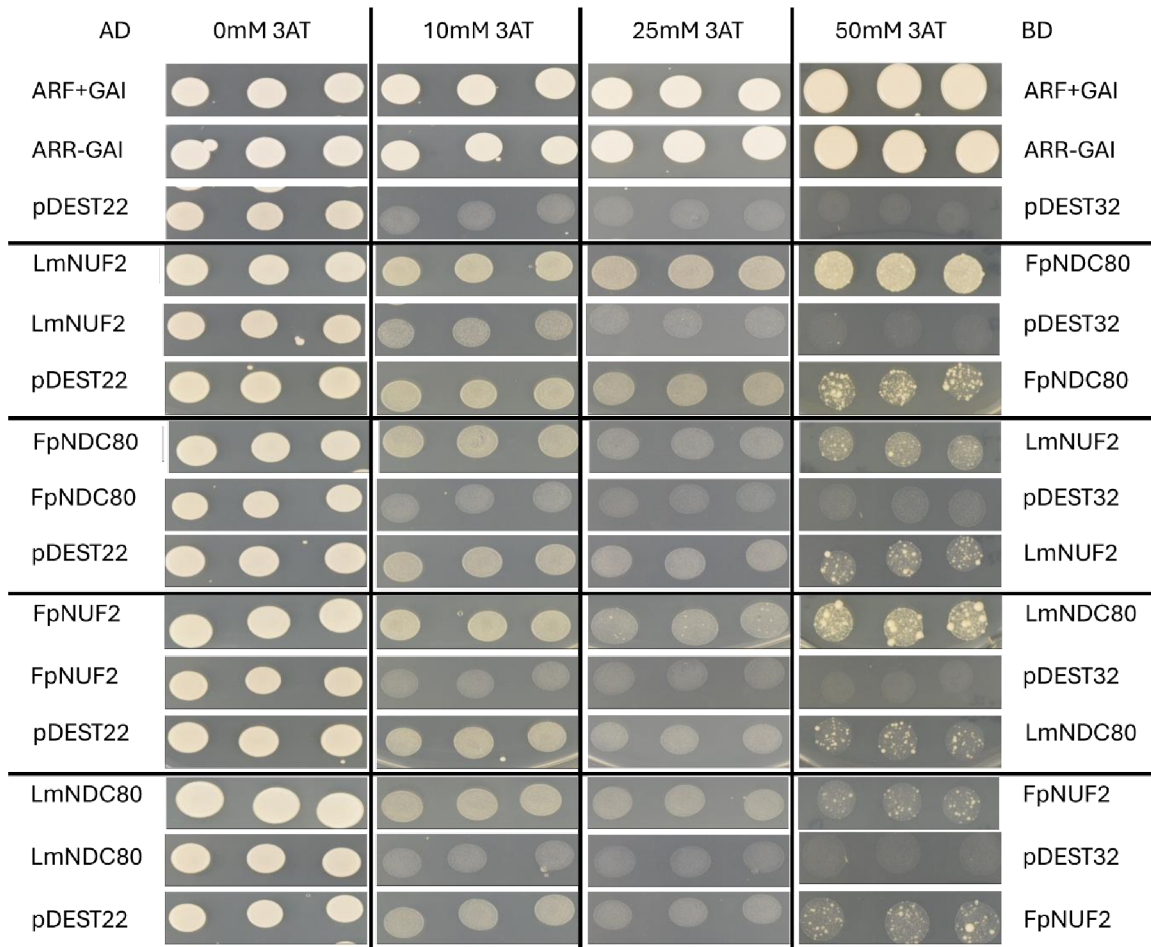 AD 0mM 3AT 10mM 3AT 25mM 3AT 50mM 3AT BD
ARF+GAI ARF+GAI
ARR-GAI ARR-GAI
pDEST22 pDEST32
LmNUF2 FpNDC80
LmNUF2 pDEST32
pDEST22 FpNDC80
FpNDC80 LmNUF2
FpNDC80 pDEST32
pDEST22 LmNUF2
FpNUF2 LmNDC80
FpNUF2 pDEST32
pDEST22 LmNDC80
LmNDC80 FpNUF2
LmNDC80 pDEST32
pDEST22 FpNUF2